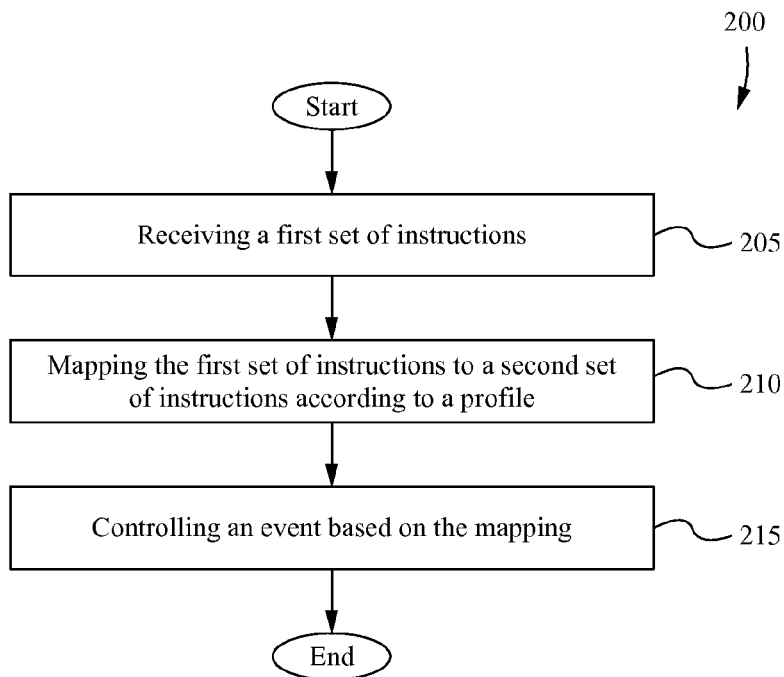 200
Start
Receiving a first set of instructions
205
Mapping the first set of instructions to a second set
of instructions according to a profile
210
Controlling an event based on the mapping
215
End